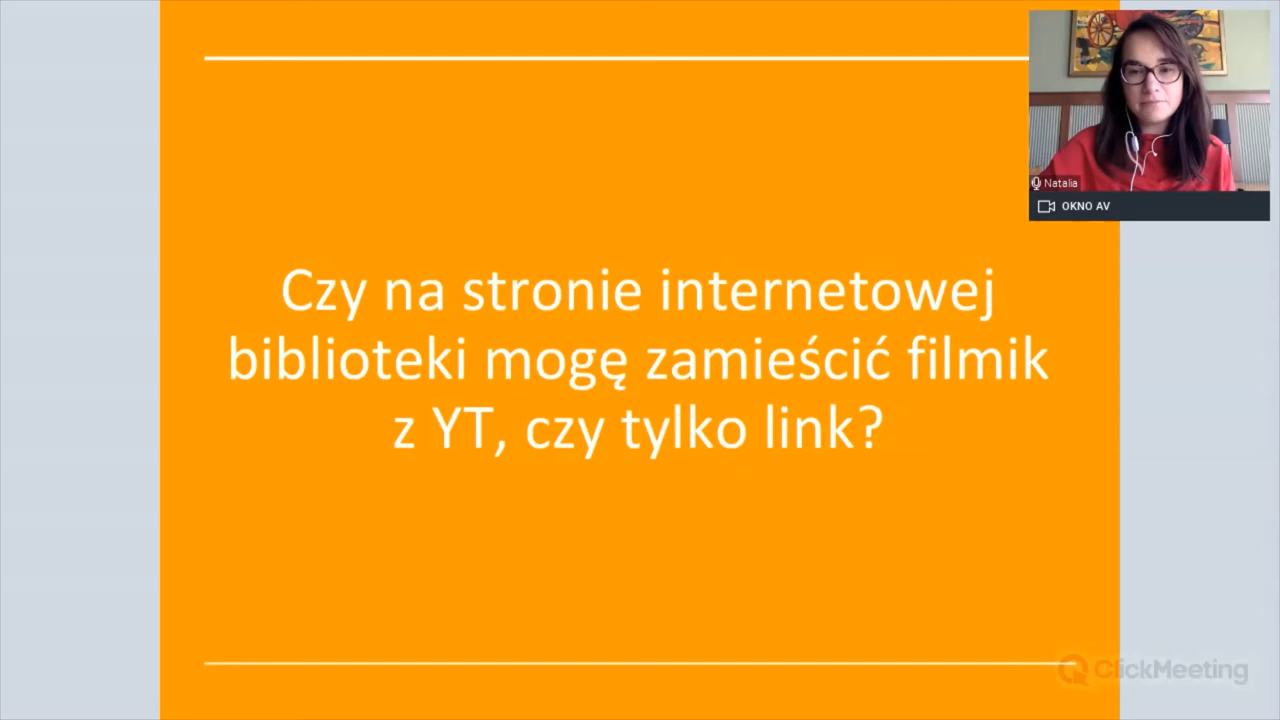 Natalia
OKNO AV
Czy na stronie internetowej
biblioteki mogę zamieścić filmik
z YT, czy tylko link?
ClickMeeting